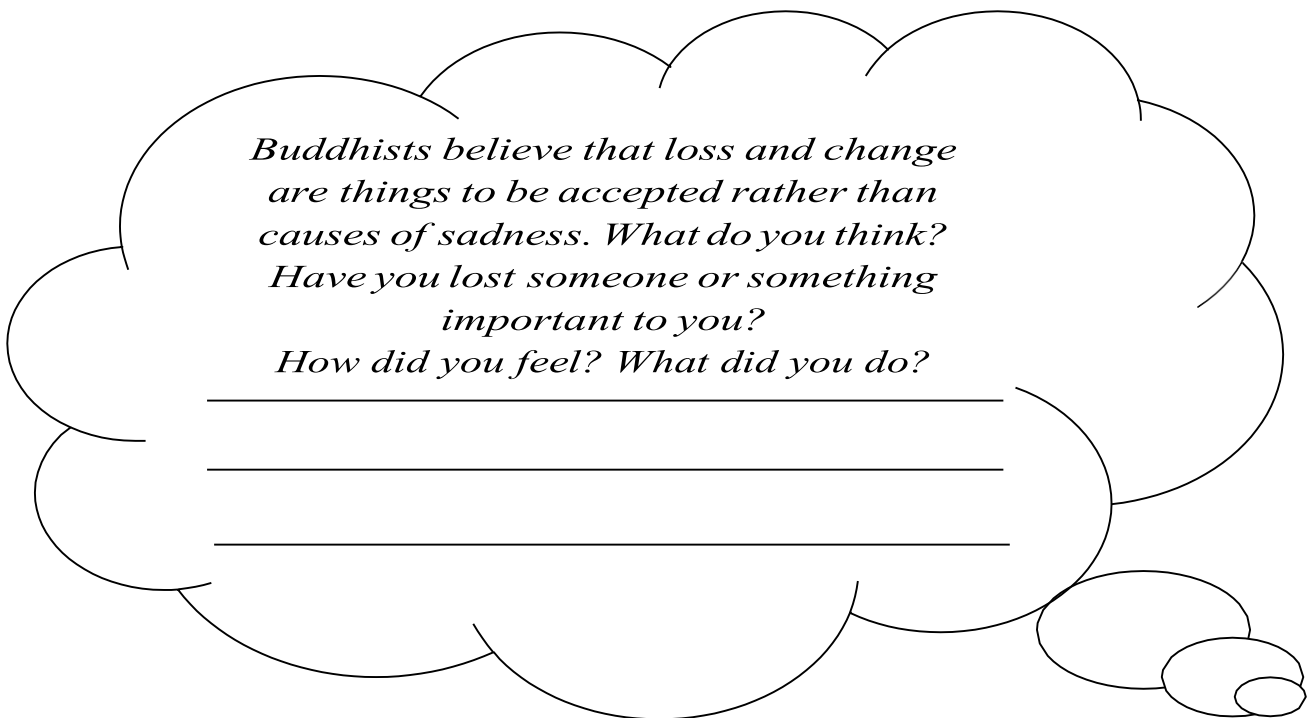 Buddhists believe that loss and change
are things to be accepted rather than
causes of sadness. What do you think?
Have you lost someone or something
important to you?
How did you feel? What did you do?